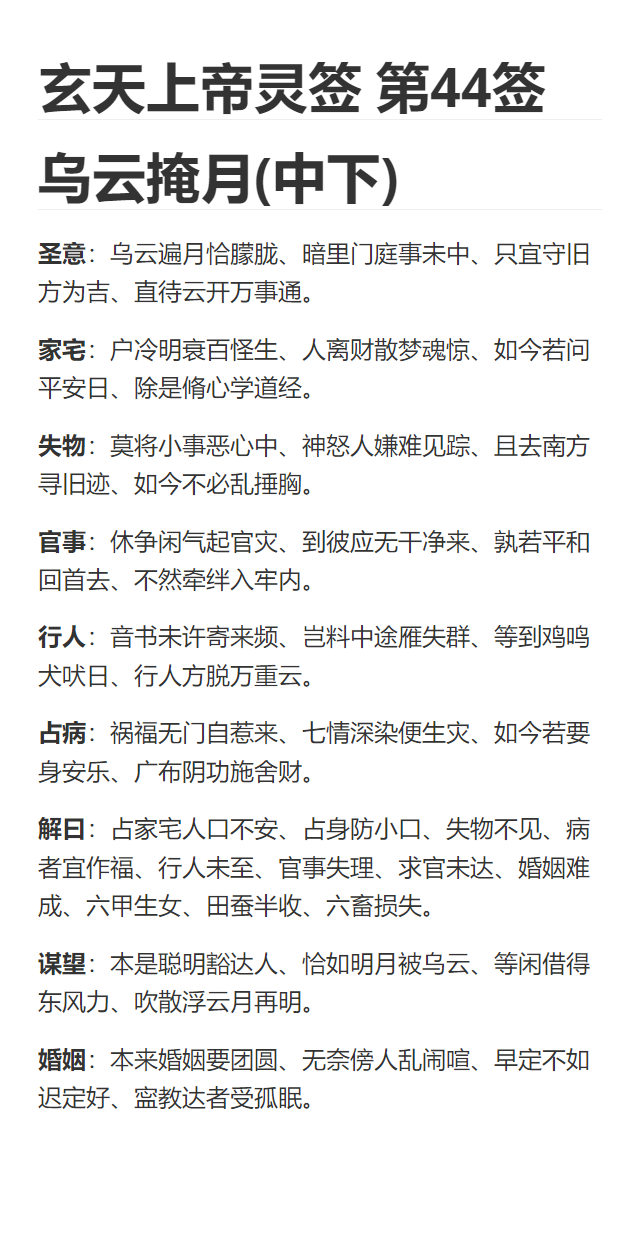 玄天上帝灵签 第44签
乌云掩月(中下)
圣意：乌云遍月恰朦胧、暗里门庭事未中、只宜守旧
方为吉、直待云开万事通。
家宅：户冷明衰百怪生、人离财散梦魂惊、如今若问
平安日、除是脩心学道经。
失物：莫将小事恶心中、神怒人嫌难见踪、且去南方
寻旧迹、如今不必乱捶胸。
官事：休争闲气起官灾、到彼应无干净来、孰若平和
回首去、不然牵绊入牢内。
行人：音书未许寄来频、岂料中途雁失群、等到鸡鸣
犬吠日、行人方脱万重云。
占病：祸福无门自惹来、七情深染便生灾、如今若要
身安乐、广布阴功施舍财。
解曰：占家宅人口不安、占身防小口、失物不见、病
者宜作福、行人未至、官事失理、求官未达、婚姻难
成、六甲生女、田蚕半收、六畜损失。
谋望：本是聪明豁达人、恰如明月被乌云、等闲借得
东风力、吹散浮云月再明。
婚姻：本来婚姻要团圆、无奈傍人乱闹喧、早定不如
迟定好、寍教达者受孤眠。